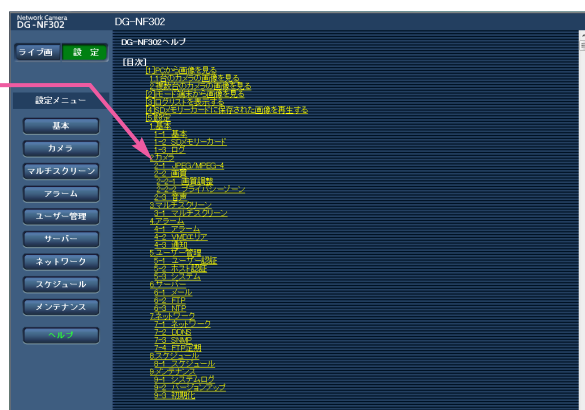 Network Camera
DG-NF302
DG-NF302
ライブ画
設 定
設定メニュー
基本
カメラ
マルチスクリーン
アラーム
ユーザー管理
サーバー
ネットワーク
スケジュール
メンテナンス
ヘルプ
DG-NF302ヘルプ
[目次]
[1]PCから画像を見る
1.1台のカメラの画像を見る
2.複数台のカメラの画像を見る
[2]モード端末から画像を見る
[3]ログリストを表示する
[4]SDメモリーカードに保存された画像を再生する
[5]設定
1.基本
1-1 基本
1-2 SDメモリーカード
1-3 ログ
2.カメラ
2-1 JPEG/MPEG-4
2-2 画質
2-2-1 画質調整
2-2-2 プライバシーゾーン
2-3 音声
3.マルチスクリーン
3-1 マルチスクリーン
4.アラーム
4-1 アラーム
4-2 VMDエリア
4-3 通知
5.ユーザー管理
5-1 ユーザー認証
5-2 ホスト認証
5-3 システム
6.サーバー
6-1 メール
6-2 FTP
6-3 NTP
7.ネットワーク
7-1 ネットワーク
7-2 DDNS
7-3 SNMP
7-4 FTP定期
8.スケジュール
8-1 スケジュール
9.メンテナンス
9-1 システムログ
9-2 バージョンアップ
9-3 初期化